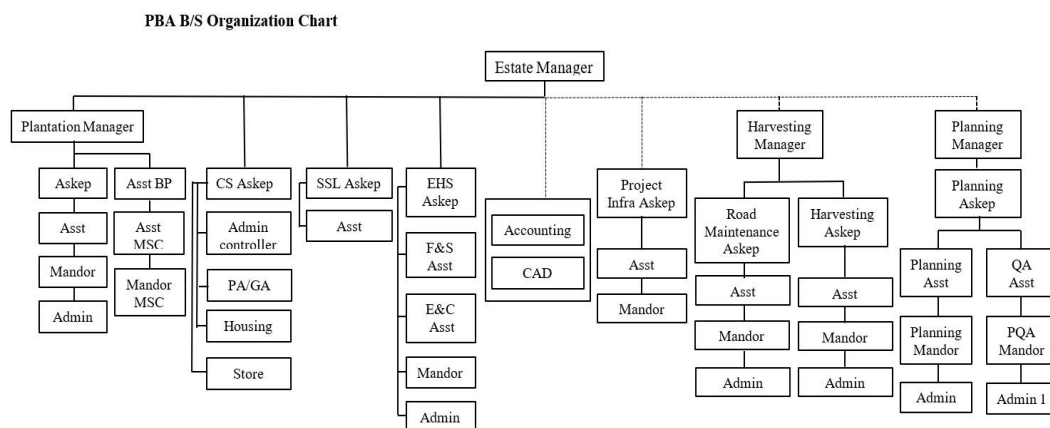 PBA B/S Organization Chart
Estate Manager
Plantation Manager
Askep
Asst
Mandor
Admin
Asst BP
Asst
MSC
Mandor
MSC
CS Askep
Admin
controller
PA/GA
Housing
Store
SSL Askep
Asst
EHS
Askep
F&S
Asst
E&C
Asst
Mandor
Admin
Accounting
CAD
Project
Infra Askep
Asst
Mandor
Harvesting
Manager
Road
Maintenance
Askep
Asst
Mandor
Admin
Harvesting
Askep
Asst
Mandor
Admin
Planning
Manager
Planning
Askep
Planning
Asst
Planning
Mandor
Admin
QA
Asst
PQA
Mandor
Admin 1